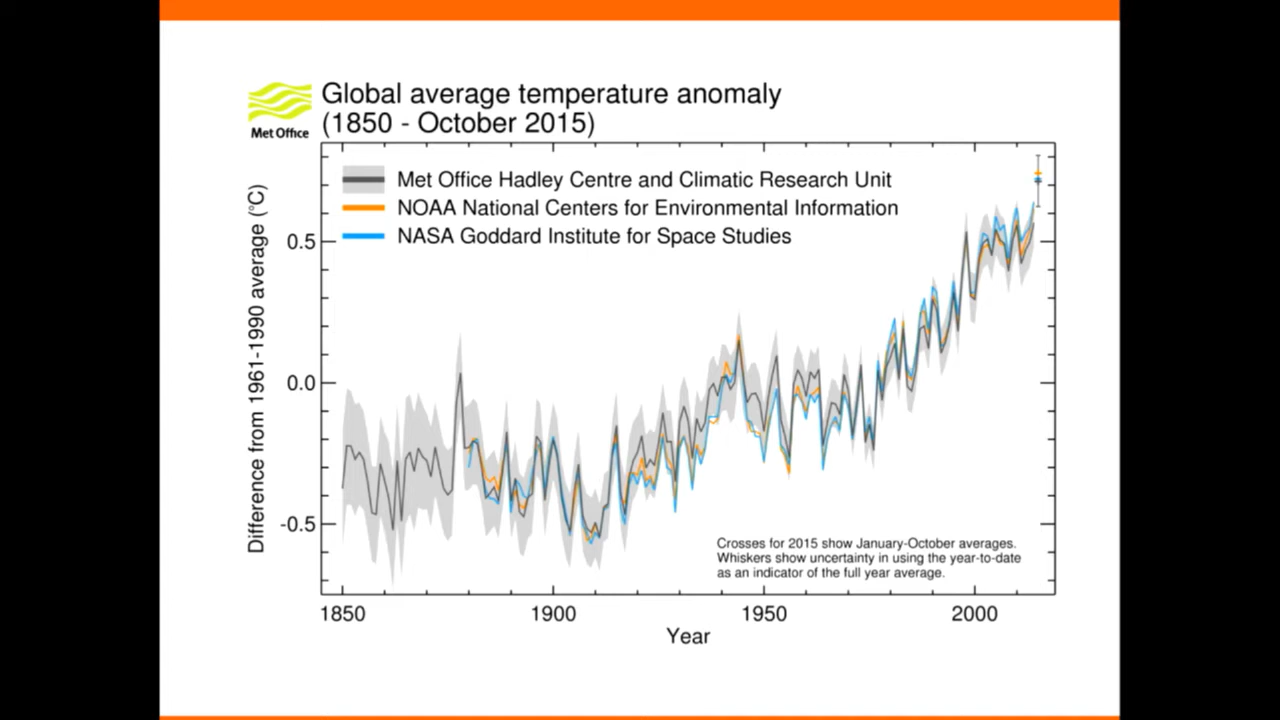 Met Office
Global average temperature anomaly
(1850 - October 2015)
Met Office Hadley Centre and Climatic Research Unit
NOAA National Centers for Environmental Information
NASA Goddard Institute for Space Studies
Difference from 1961-1990 average (°C)
0.5
0.0
-0.5
Crosses for 2015 show January-October averages.
Whiskers show uncertainty in using the year-to-date
as an indicator of the full year average.
1850 1900 1950 2000
Year